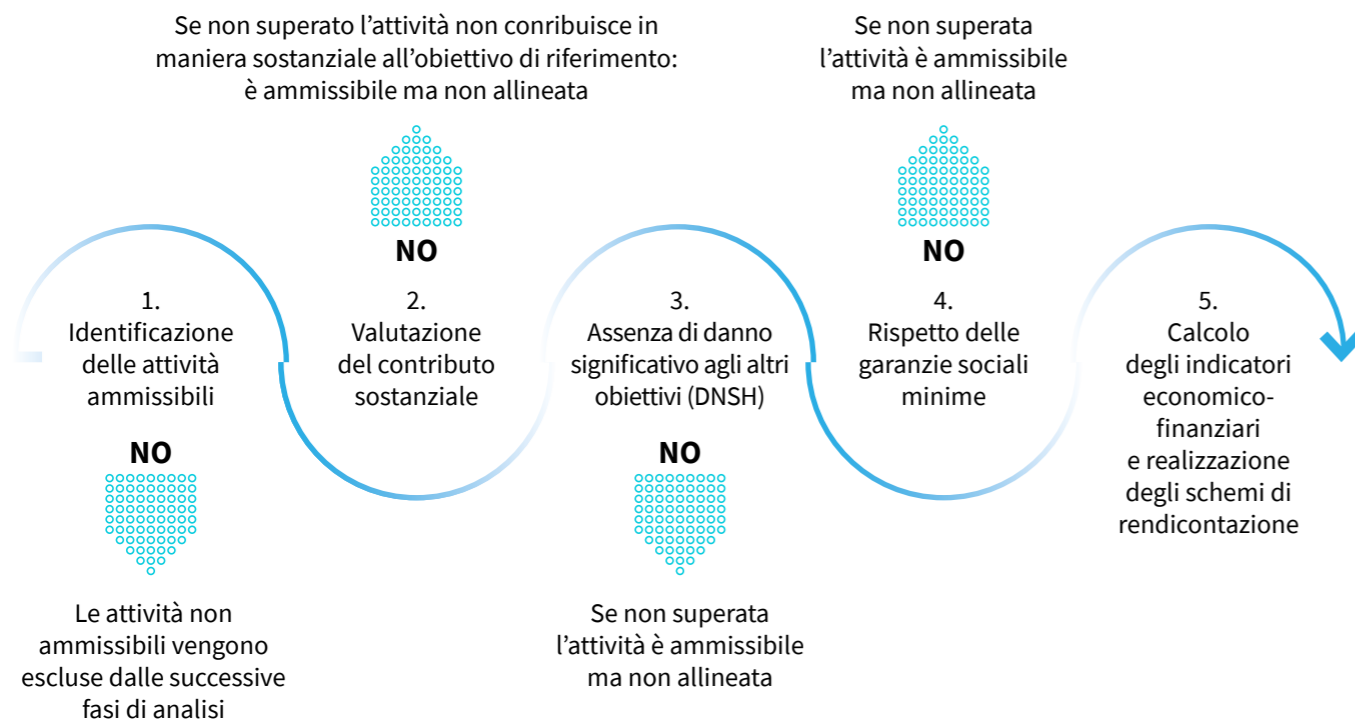 Se non superato l’attività non conribuisce in
maniera sostanziale all’obiettivo di riferimento:
è ammissibile ma non allineata
Se non superata
l’attività è ammissibile
ma non allineata
NO
NO
1.
Identificazione
delle attività
ammissibili
2.
Valutazione
del contributo
sostanziale
3.
Assenza di danno
significativo agli altri
obiettivi (DNSH)
4.
Rispetto delle
garanzie sociali
minime
5.
Calcolo
degli indicatori
economico-
finanziari
e realizzazione
degli schemi di
rendicontazione
NO
NO
Le attività non
ammissibili vengono
escluse dalle successive
fasi di analisi
Se non superata
l’attività è ammissibile
ma non allineata